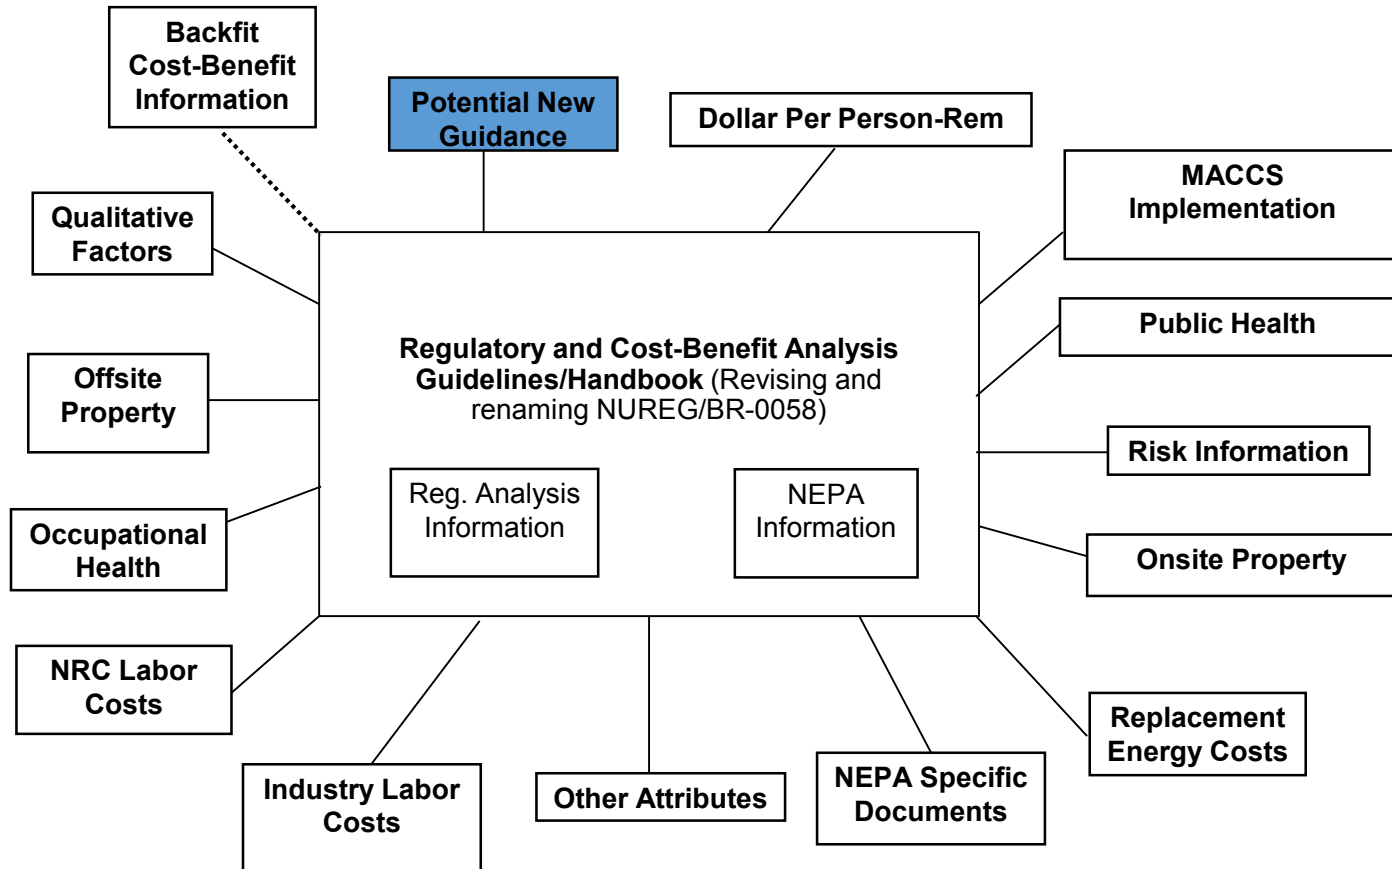 Backfit
Cost-Benefit
Information
Potential New
Guidance
Dollar Per Person-Rem
MACCS
Implementation
Qualitative
Factors
Public Health
Regulatory and Cost-Benefit Analysis
Guidelines/Handbook (Revising and
renaming NUREG/BR-0058)
Offsite
Property
Risk Information
Reg. Analysis
Information
NEPA
Information
Occupational
Health
Onsite Property
NRC Labor
Costs
Replacement
Energy Costs
Industry Labor
Costs
Other Attributes
NEPA Specific
Documents